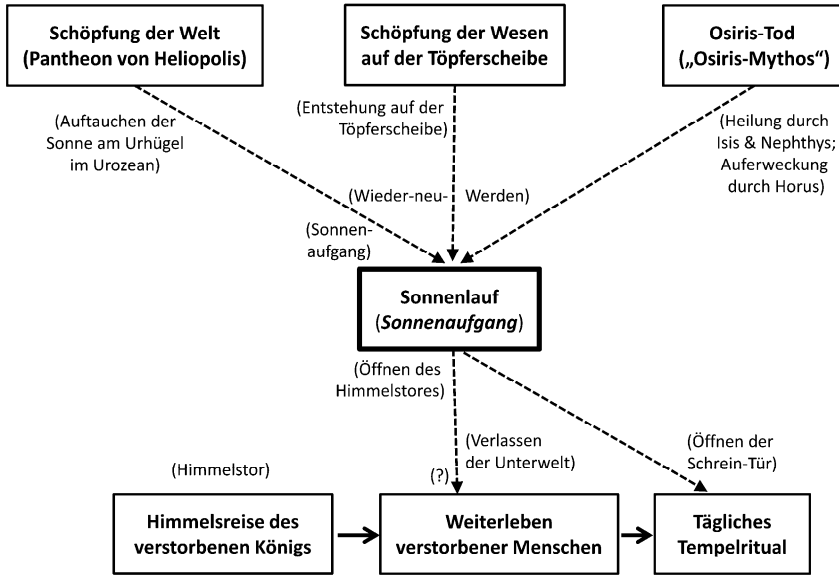 Schöpfung der Welt
(Pantheon von Heliopolis)
Schöpfung der Wesen
auf der Töpferscheibe
Osiris-Tod
(„Osiris-Mythos“)
(Auftauchen der
Sonne am Urhügel
im Urozean)
(Entstehung auf der
Töpferscheibe)
(Heilung durch
Isis & Nephthys;
Auferweckung
durch Horus)
(Wieder-neu- Werden)
(Sonnen-
aufgang)
Sonnenlauf
(Sonnenaufgang)
(Öffnen des
Himmelstores)
(Verlassen
der Unterwelt)
(Öffnen der
Schrein-Tür)
(Himmelstor)
(?)
Himmelsreise des
verstorbenen Königs
Weiterleben
verstorbener Menschen
Tägliches
Tempelritual